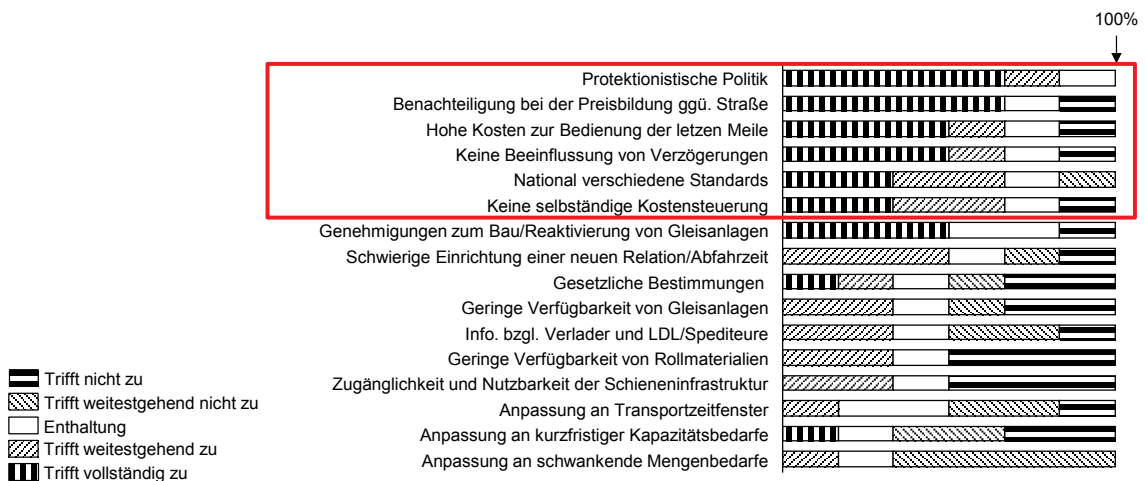 100%
Protektionistische Politik
Benachteiligung bei der Preisbildung ggü. Straße
Hohe Kosten zur Bedienung der letzen Meile
Keine Beeinflussung von Verzögerungen
National verschiedene Standards
Keine selbständige Kostensteuerung
Genehmigungen zum Bau/Reaktivierung von Gleisanlagen
Schwierige Einrichtung einer neuen Relation/Abfahrzeit
Gesetzliche Bestimmungen
Geringe Verfügbarkeit von Gleisanlagen
Info. bzgl. Verlader und LDL/Spediteure
Geringe Verfügbarkeit von Rollmaterialien
Zugänglichkeit und Nutzbarkeit der Schieneninfrastruktur
Anpassung an Transportzeitfenster
Anpassung an kurzfristiger Kapazitätsbedarfe
Anpassung an schwankende Mengenbedarfe
Trifft nicht zu
Trifft weitestgehend nicht zu
Enthaltung
Trifft weitestgehend zu
Trifft vollständig zu